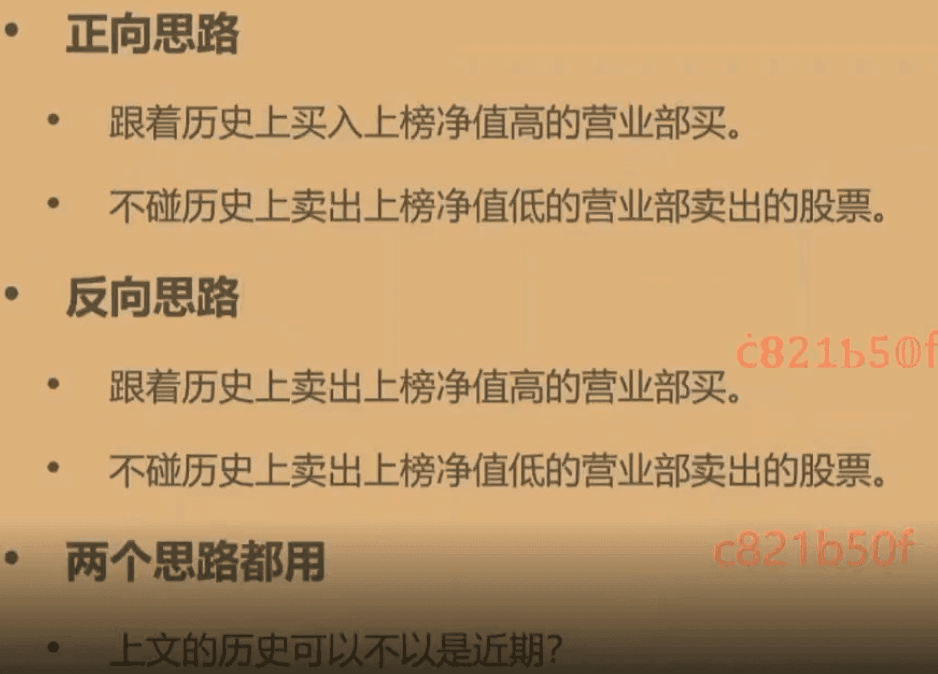 • 正向思路
• 跟着历史上买入上榜净值高的营业部买。
• 不碰历史上卖出上榜净值低的营业部卖出的股票。
• 反向思路
c821b50f
• 跟着历史上卖出上榜净值高的营业部买。
• 不碰历史上卖出上榜净值低的营业部卖出的股票。
c821b50f
• 两个思路都用
• 上文的历史可以不以是近期?